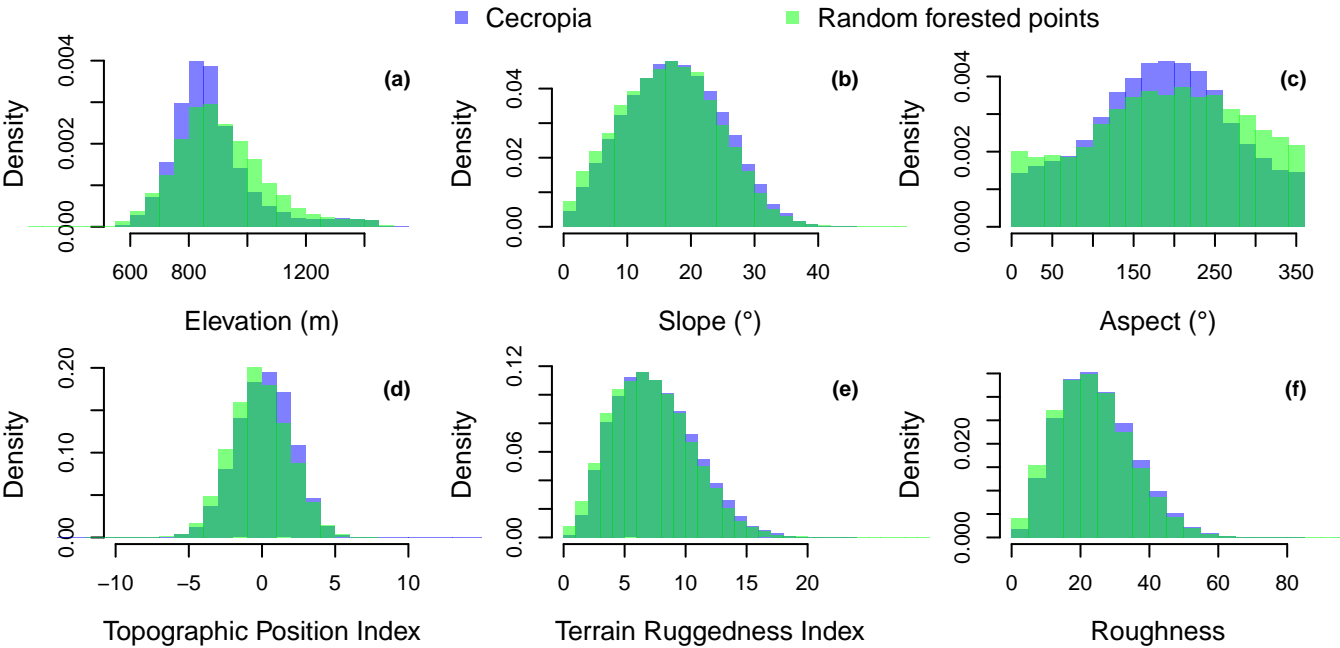 Cecropia Random forested points
(a) (b) (c)
Density Density Density
0.000 0.002 0.004 0.00 0.02 0.04 0.000 0.002 0.004
600 800 1200 0 10 20 30 40 0 50 150 250 350
Elevation (m) Slope (°) Aspect (°)
(d) (e) (f)
Density Density Density
0.00 0.10 0.20 0.00 0.06 0.12 0.000 0.020
−10 −5 0 5 10 0 5 10 15 20 0 20 40 60 80
Topographic Position Index Terrain Ruggedness Index Roughness